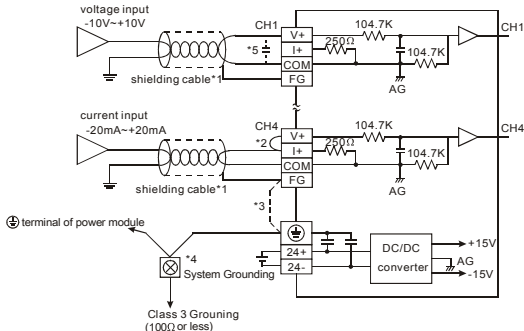 voltage input
-10V~+10V
CH1
V+
104.7K
CH1
*5
I+
250Ω
COM
104.7K
shielding cable*1
FG
AG
current input
-20mA~+20mA
CH4
V+
104.7K
CH4
*2
I+
250Ω
COM
104.7K
shielding cable*1
FG
AG
*3
terminal of power module
*4
System Grounding
24+
24-
DC/DC
converter
+15V
AG
-15V
Class 3 Grouning
(100Ω or less)